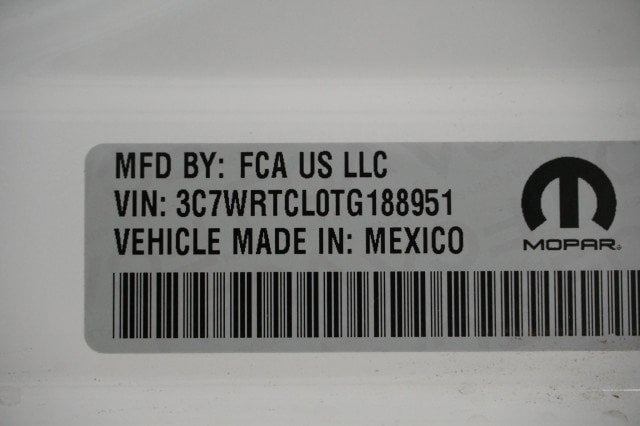 MFD BY: FCA US LLC
VIN: 3C7WRTCL0TG188951
VEHICLE MADE IN: MEXICO
MOPAR